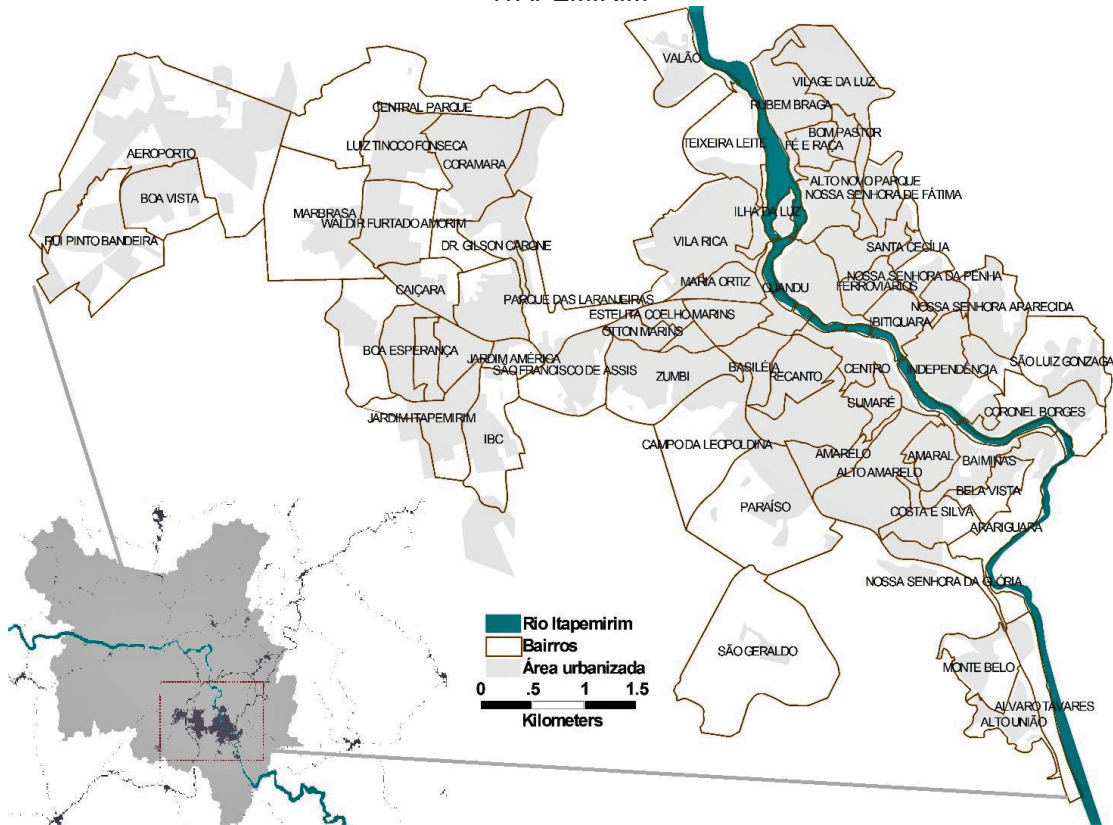 VALÃO
VILAGE DA LUZ
CENTRAL PARQUE
RUBEM BRAGA
BOM PASTOR
TEIXEIRA LEITE
FÉ E RAÇA
LUIZ TINOCO FONSECA
AEROPORTO
CORAMARA
ALTO NOVO PARQUE
BOA VISTA
NOSSA SENHORA DE FÁTIMA
ILHA DA LUZ
MARBRASA
WALDIR FURTADO AMORIM
RUI PINTO BANDEIRA
VILA RICA
DR. GILSON CARONE
SANTA CECÍLIA
NOSSA SENHORA DA PENHA
MARIA ORTIZ
GUANDU
FERROVIÁRIOS
CAIÇARA
PARQUE DAS LARANJEIRAS
NOSSA SENHORA APARECIDA
ESTELITA COELHO MARINS
IBITIQUARA
OTTON MARINS
BOA ESPERANÇA
JARDIM AMÉRICA
SÃO LUIZ GONZAGA
SÃO FRANCISCO DE ASSIS
ZUMBI
BASILÉIA
RECANTO
CENTRO
INDEPENDÊNCIA
SUMARÉ
CORONEL BORGES
JARDIM ITAPEMIRIM
IBC
CAMPO DA LEOPOLDINA
AMARELO
AMARAL
BAIMINAS
ALTO AMARELO
BELA VISTA
PARAÍSO
COSTA E SILVA
ARARIGUARA
NOSSA SENHORA DA GLÓRIA
SÃO GERALDO
MONTE BELO
ALVARO TAVARES
ALTO UNIÃO
Rio Itapemirim
Bairros
Área urbanizada
0 .5 1 1.5
Kilometers